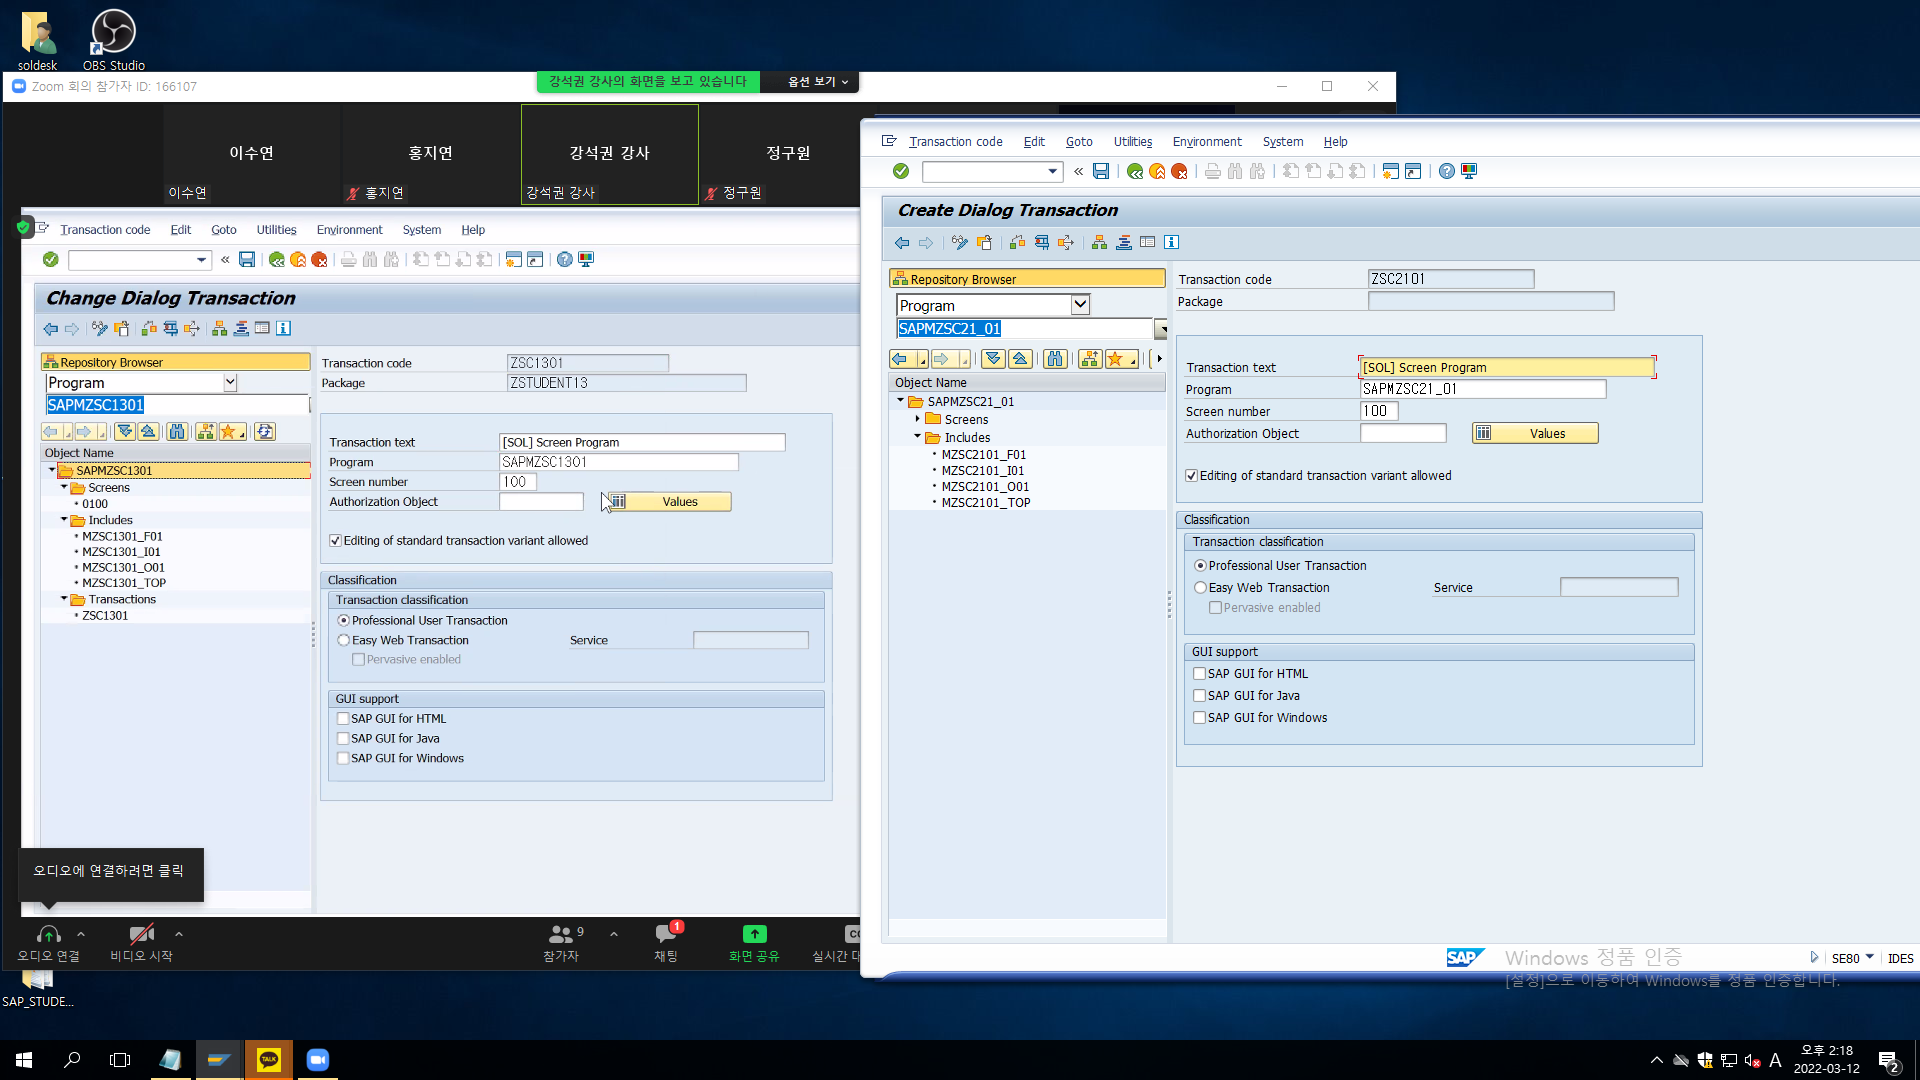 soldesk
OBS Studio
Zoom 회의 참가자 ID: 166107
강석권 강사의 화면을 보고 있습니다
옵션 보기
이수연
홍지연
강석권 강사
정구원
이수연
홍지연
강석권 강사
정구원
Transaction code Edit Goto Utilities Environment System Help
Change Dialog Transaction
Repository Browser
Program
SAPMZSC1301
Object Name
SAPMZSC1301
Screens
0100
Includes
MZSC1301_F01
MZSC1301_I01
MZSC1301_O01
MZSC1301_TOP
Transactions
ZSC1301
Transaction code ZSC1301
Package ZSTUDENT13
Transaction text [SOL] Screen Program
Program SAPMZSC1301
Screen number 100
Authorization Object Values
Editing of standard transaction variant allowed
Classification
Transaction classification
Professional User Transaction
Easy Web Transaction Service
Pervasive enabled
GUI support
SAP GUI for HTML
SAP GUI for Java
SAP GUI for Windows
오디오에 연결하려면 클릭
오디오 연결
비디오 시작
9
참가자
1
채팅
화면 공유
실시간
Transaction code Edit Goto Utilities Environment System Help
Create Dialog Transaction
Repository Browser
Program
SAPMZSC21_01
Object Name
SAPMZSC21_01
Screens
Includes
MZSC2101_F01
MZSC2101_I01
MZSC2101_O01
MZSC2101_TOP
Transaction code ZSC2101
Package
Transaction text [SOL] Screen Program
Program SAPMZSC21_01
Screen number 100
Authorization Object Values
Editing of standard transaction variant allowed
Classification
Transaction classification
Professional User Transaction
Easy Web Transaction Service
Pervasive enabled
GUI support
SAP GUI for HTML
SAP GUI for Java
SAP GUI for Windows
SAP
SE80
IDES
Windows 정품 인증
[설정]으로 이동하여 Windows를 정품 인증합니다.
SAP_STUDE...
TALK
A
오후 2:18
2022-03-12
2